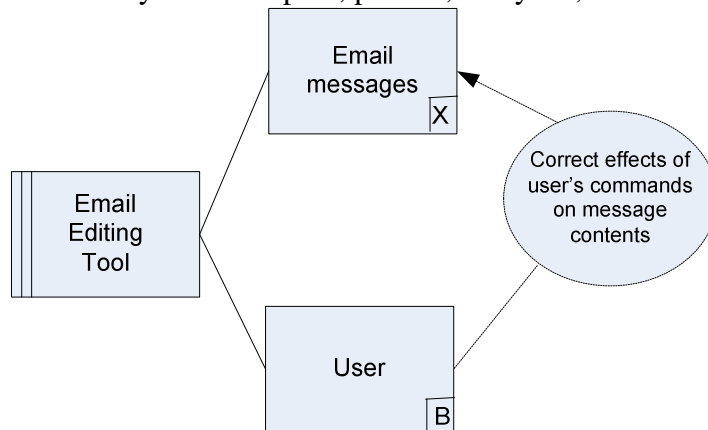 Email
messages
X
Correct effects of
user's commands
on message
contents
Email
Editing
Tool
User
B